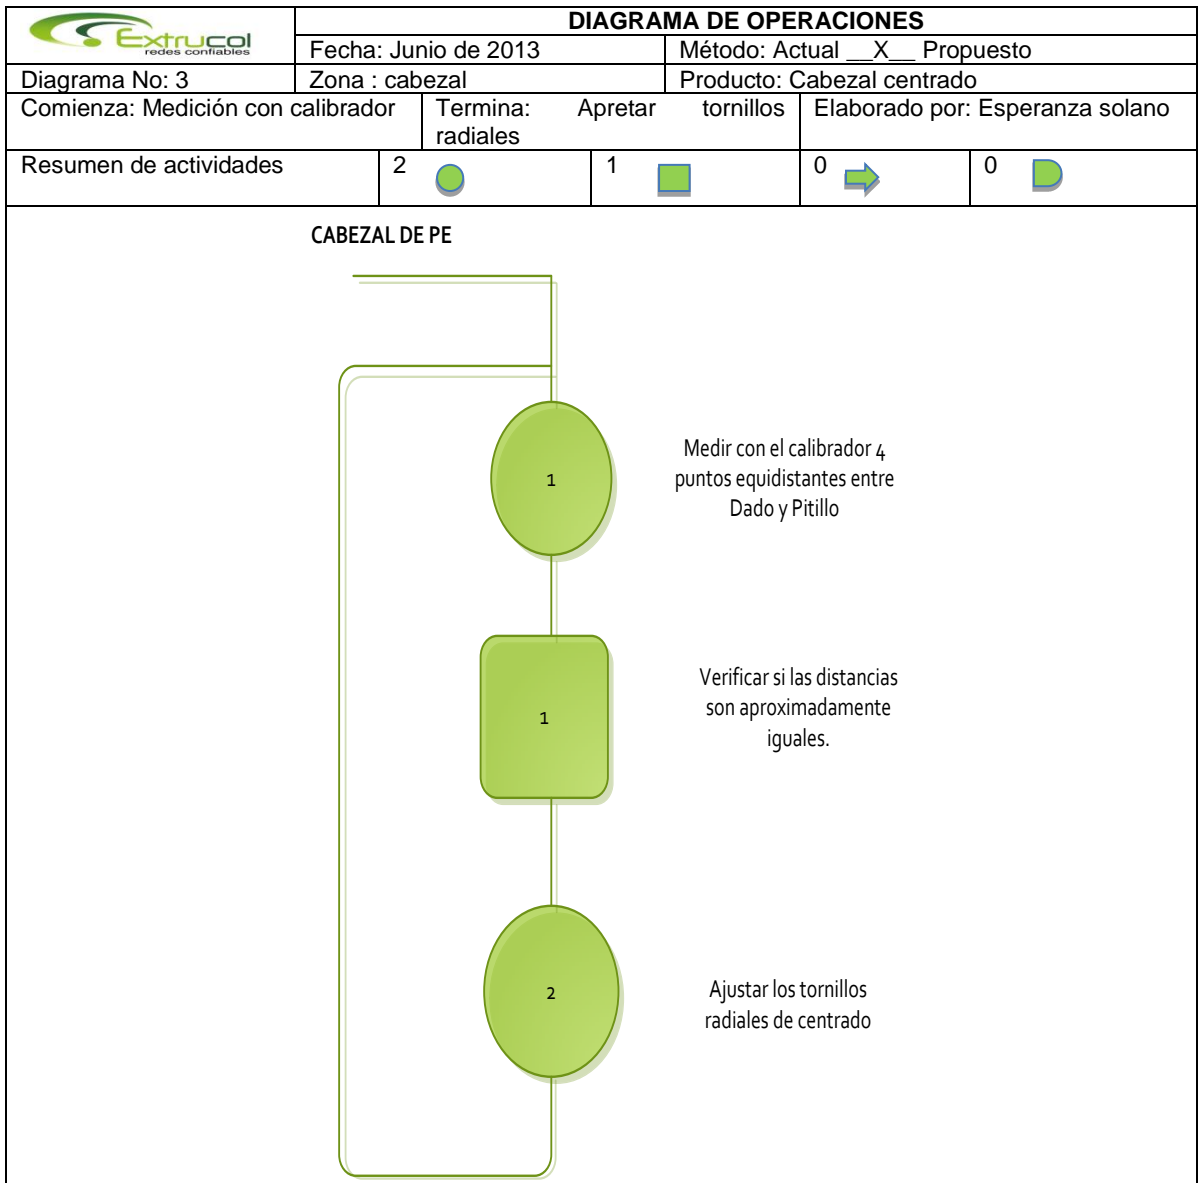 Extrucol
redes confiables
DIAGRAMA DE OPERACIONES
Fecha: Junio de 2013
Método: Actual __X__ Propuesto
Diagrama No: 3
Zona : cabezal
Producto: Cabezal centrado
Comienza: Medición con calibrador
Termina: Apretar tornillos
radiales
Elaborado por: Esperanza solano
Resumen de actividades
2
1
0
0
CABEZAL DE PE
1
Medir con el calibrador 4
puntos equidistantes entre
Dado y Pitillo
1
Verificar si las distancias
son aproximadamente
iguales.
2
Ajustar los tornillos
radiales de centrado